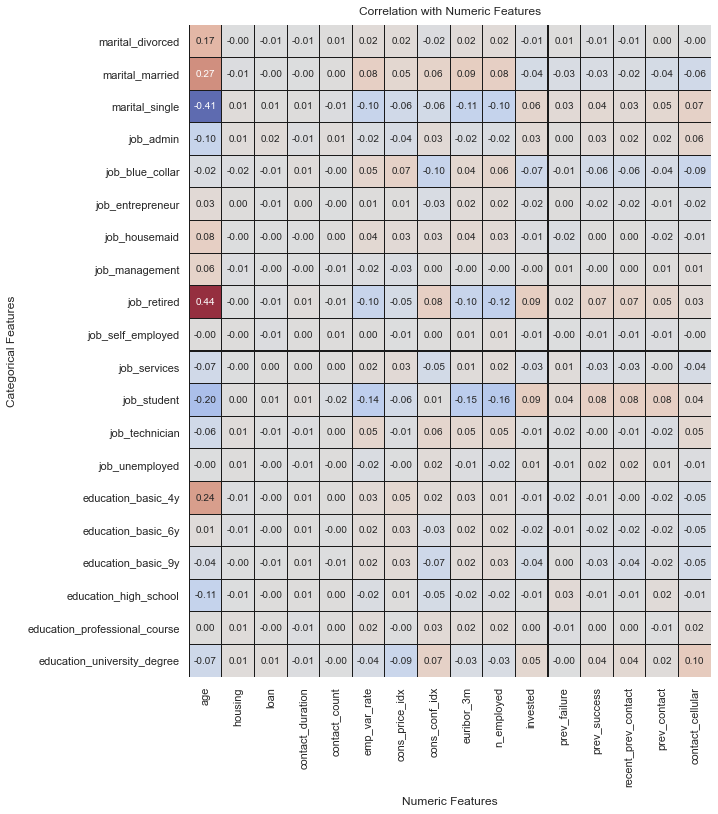 Correlation with Numeric Features
Categorical Features
marital_divorced 0.17 -0.00 -0.01 -0.01 0.01 0.02 0.02 -0.02 0.02 0.02 -0.01 0.01 -0.01 -0.01 0.00 -0.00
marital_married 0.27 -0.01 -0.00 -0.00 0.00 0.08 0.05 0.06 0.09 0.08 -0.04 -0.03 -0.03 -0.02 -0.04 -0.06
marital_single -0.41 0.01 0.01 0.01 -0.01 -0.10 -0.06 -0.06 -0.11 -0.10 0.06 0.03 0.04 0.03 0.05 0.07
job_admin -0.10 0.01 0.02 -0.01 0.01 -0.02 -0.04 0.03 -0.02 -0.02 0.03 0.00 0.03 0.02 0.02 0.06
job_blue_collar -0.02 -0.02 -0.01 0.01 -0.00 0.05 0.07 -0.10 0.04 0.06 -0.07 -0.01 -0.06 -0.06 -0.04 -0.09
job_entrepreneur 0.03 0.00 -0.01 0.00 -0.00 0.01 0.01 -0.03 0.02 0.02 -0.02 0.00 -0.02 -0.02 -0.01 -0.02
job_housemaid 0.08 -0.00 -0.00 -0.00 0.00 0.04 0.03 0.03 0.04 0.03 -0.01 -0.02 0.00 0.00 -0.02 -0.01
job_management 0.06 -0.01 -0.00 -0.00 -0.01 -0.02 -0.03 0.00 -0.00 -0.00 -0.00 0.01 -0.00 0.00 0.01 0.01
job_retired 0.44 -0.00 -0.01 0.01 -0.01 -0.10 -0.05 0.08 -0.10 -0.12 0.09 0.02 0.07 0.07 0.05 0.03
job_self_employed -0.00 -0.00 -0.01 0.00 0.01 0.00 -0.01 0.00 0.01 0.01 -0.01 -0.00 -0.01 -0.01 -0.01 -0.00
job_services -0.07 -0.00 0.00 0.00 0.00 0.02 0.03 -0.05 0.01 0.02 -0.03 0.01 -0.03 -0.03 -0.00 -0.04
job_student -0.20 0.00 0.01 0.01 -0.02 -0.14 -0.06 0.01 -0.15 -0.16 0.09 0.04 0.08 0.08 0.08 0.04
job_technician -0.06 0.01 -0.01 -0.01 0.00 0.05 -0.01 0.06 0.05 0.05 -0.01 -0.02 -0.00 -0.01 -0.02 0.05
job_unemployed -0.00 0.01 -0.00 -0.01 -0.00 -0.02 -0.00 0.02 -0.01 -0.02 0.01 -0.01 0.02 0.02 0.01 -0.01
education_basic_4y 0.24 -0.01 -0.00 0.01 0.00 0.03 0.05 0.02 0.03 0.01 -0.01 -0.02 -0.01 -0.00 -0.02 -0.05
education_basic_6y 0.01 -0.01 -0.01 0.01 -0.00 0.02 0.03 -0.03 0.02 0.02 -0.02 -0.01 -0.02 -0.02 -0.02 -0.05
education_basic_9y -0.04 -0.00 -0.01 0.01 -0.01 0.02 0.03 -0.07 0.02 0.03 -0.04 0.00 -0.03 -0.04 -0.02 -0.05
education_high_school -0.11 -0.01 -0.00 0.01 0.00 -0.02 0.01 -0.05 -0.02 -0.02 -0.01 0.03 -0.01 -0.01 0.02 -0.01
education_professional_course 0.00 0.01 -0.00 -0.01 0.00 0.02 -0.00 0.03 0.02 0.02 0.00 -0.01 0.00 0.00 -0.01 0.02
education_university_degree -0.07 0.01 0.01 -0.01 -0.00 -0.04 -0.09 0.07 -0.03 -0.03 0.05 -0.00 0.04 0.04 0.02 0.10
age housing loan contact_duration contact_count emp_var_rate cons_price_idx cons_conf_idx euribor_3m n_employed invested prev_failure prev_success recent_prev_contact prev_contact contact_cellular
Numeric Features